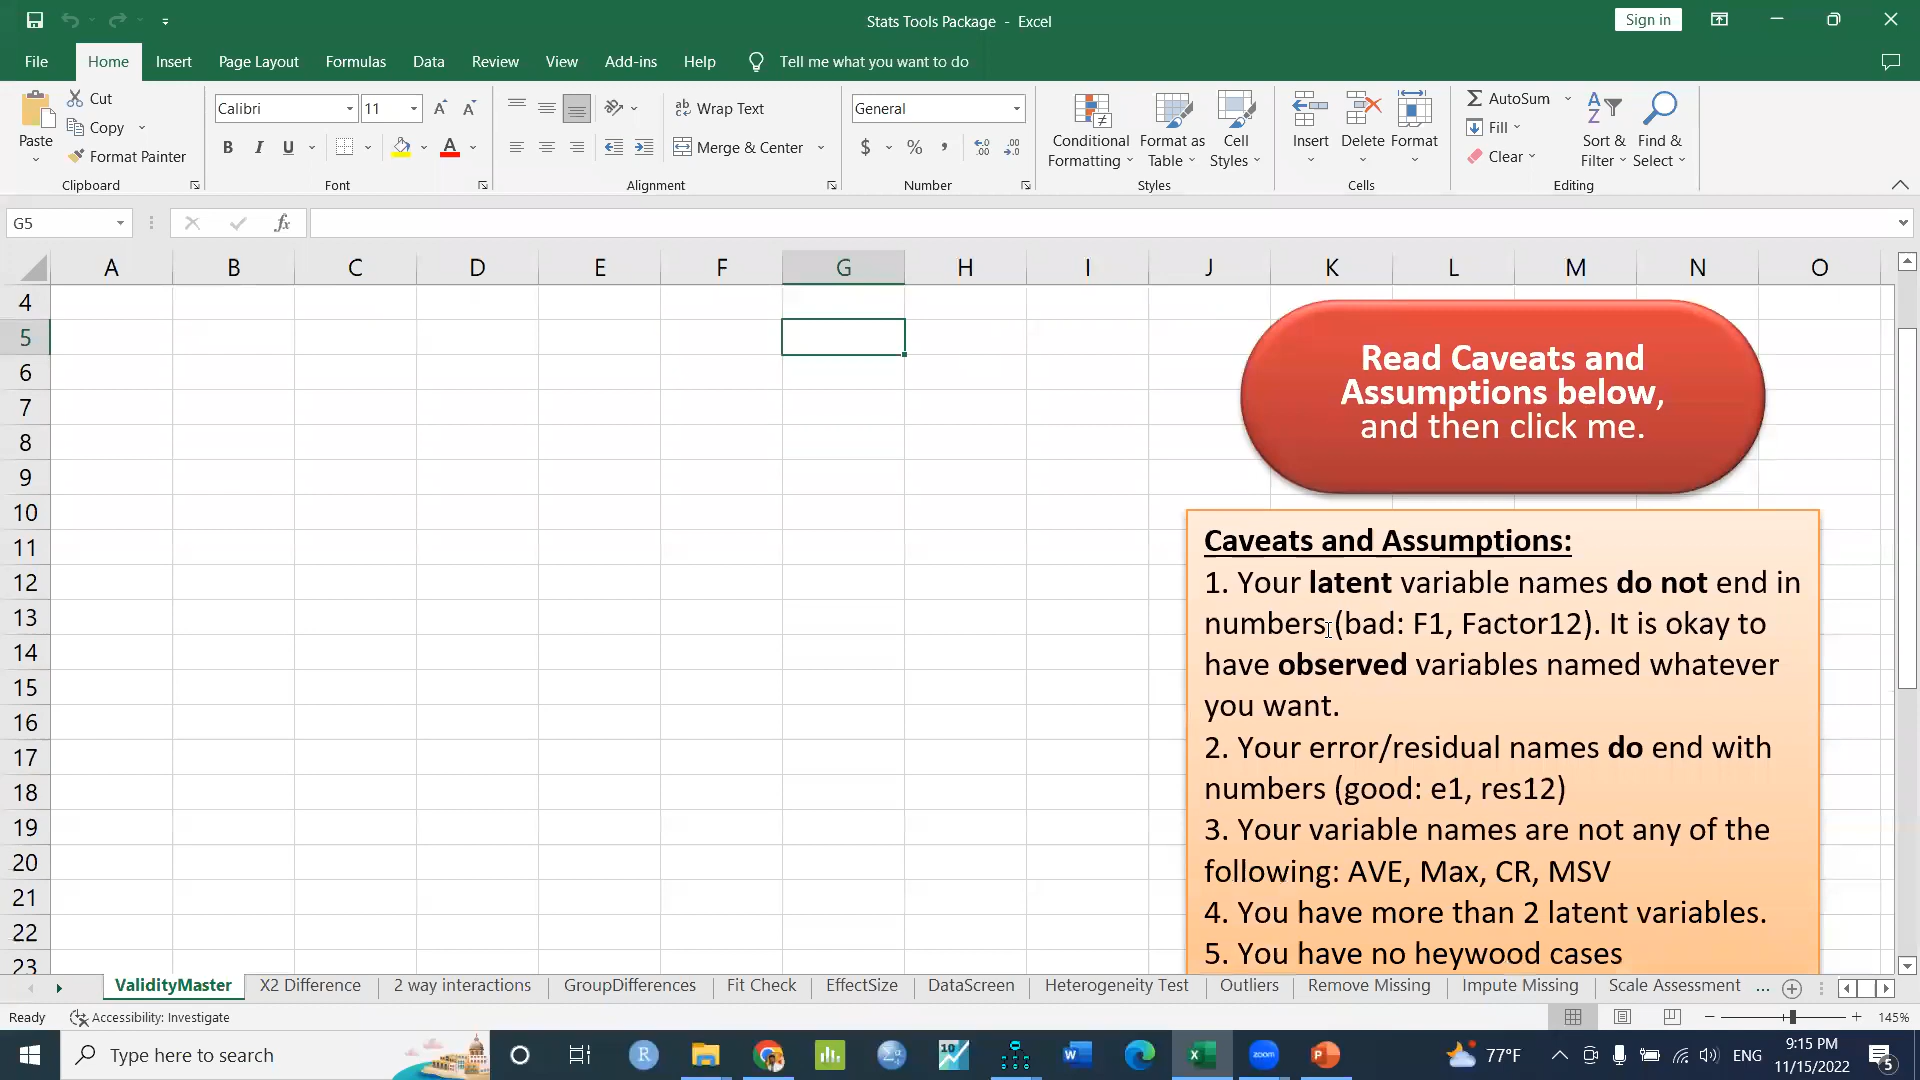 Stats Tools Package - Excel
Sign in
File Home Insert Page Layout Formulas Data Review View Add-ins Help Tell me what you want to do
Paste
Cut
Copy
Format Painter
Clipboard
Calibri 11
B I U
Font
Wrap Text
Merge & Center
Alignment
General
$ % ,
Number
Conditional Formatting
Format as Table
Cell Styles
Styles
Insert Delete Format
Cells
AutoSum
Fill
Clear
Sort & Filter
Find & Select
Editing
G5
fx
A B C D E F G H I J K L M N O
4
5
6
7
8
9
10
11
12
13
14
15
16
17
18
19
20
21
22
23
Read Caveats and
Assumptions below,
and then click me.
Caveats and Assumptions:
1. Your latent variable names do not end in
numbers (bad: F1, Factor12). It is okay to
have observed variables named whatever
you want.
2. Your error/residual names do end with
numbers (good: e1, res12)
3. Your variable names are not any of the
following: AVE, Max, CR, MSV
4. You have more than 2 latent variables.
5. You have no heywood cases
ValidityMaster X2 Difference 2 way interactions GroupDifferences Fit Check EffectSize DataScreen Heterogeneity Test Outliers Remove Missing Impute Missing Scale Assessment ...
Ready Accessibility: Investigate 145%
Type here to search
77°F
ENG
9:15 PM
11/15/2022
5